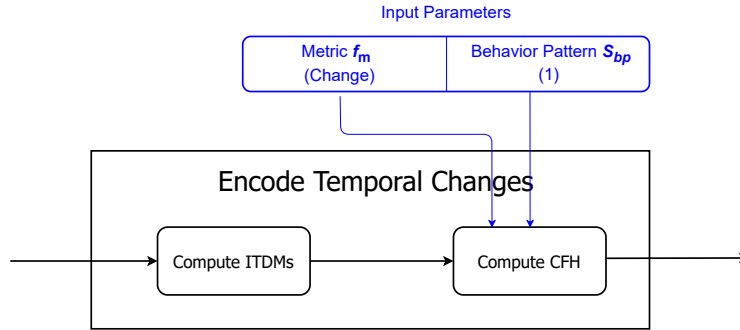 Input Parameters
Metric fm
(Change)
Behavior Pattern Sbp
(1)
Encode Temporal Changes
Compute ITDMs
Compute CFH